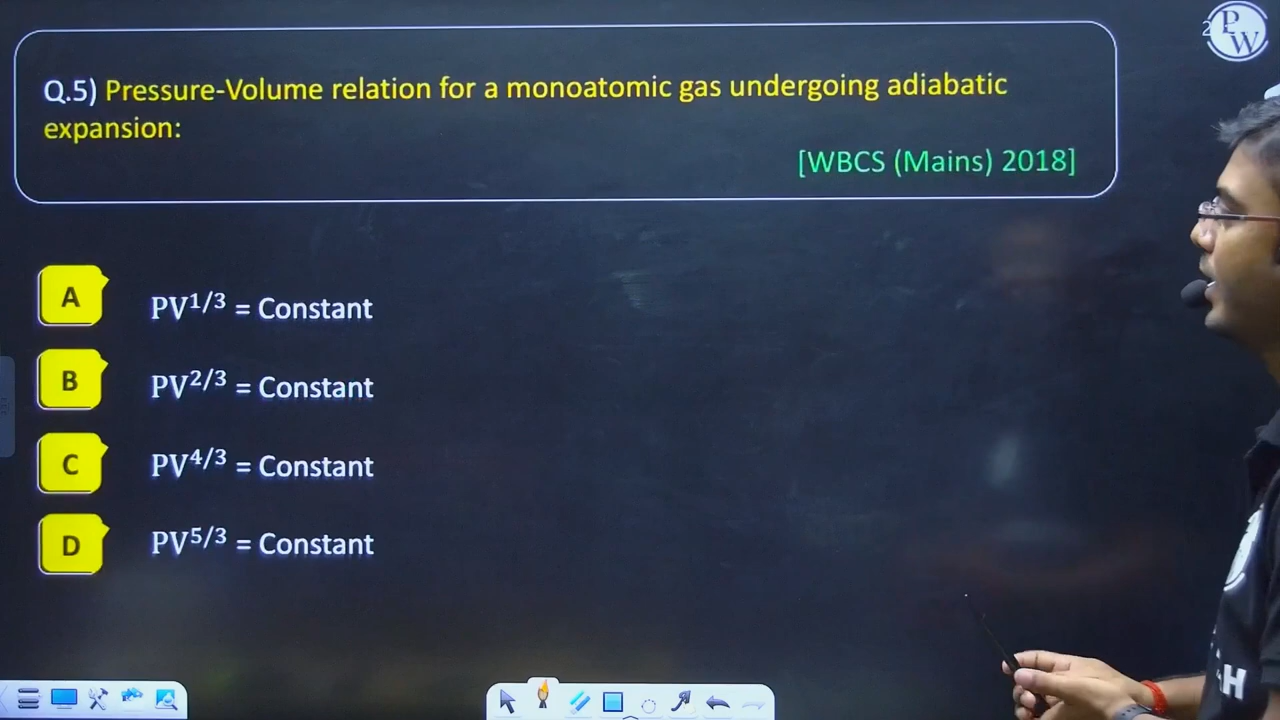 Q.5) Pressure-Volume relation for a monoatomic gas undergoing adiabatic
expansion:
[WBCS (Mains) 2018]
A PV^1/3 = Constant
B PV^2/3 = Constant
C PV^4/3 = Constant
D PV^5/3 = Constant
PW
H